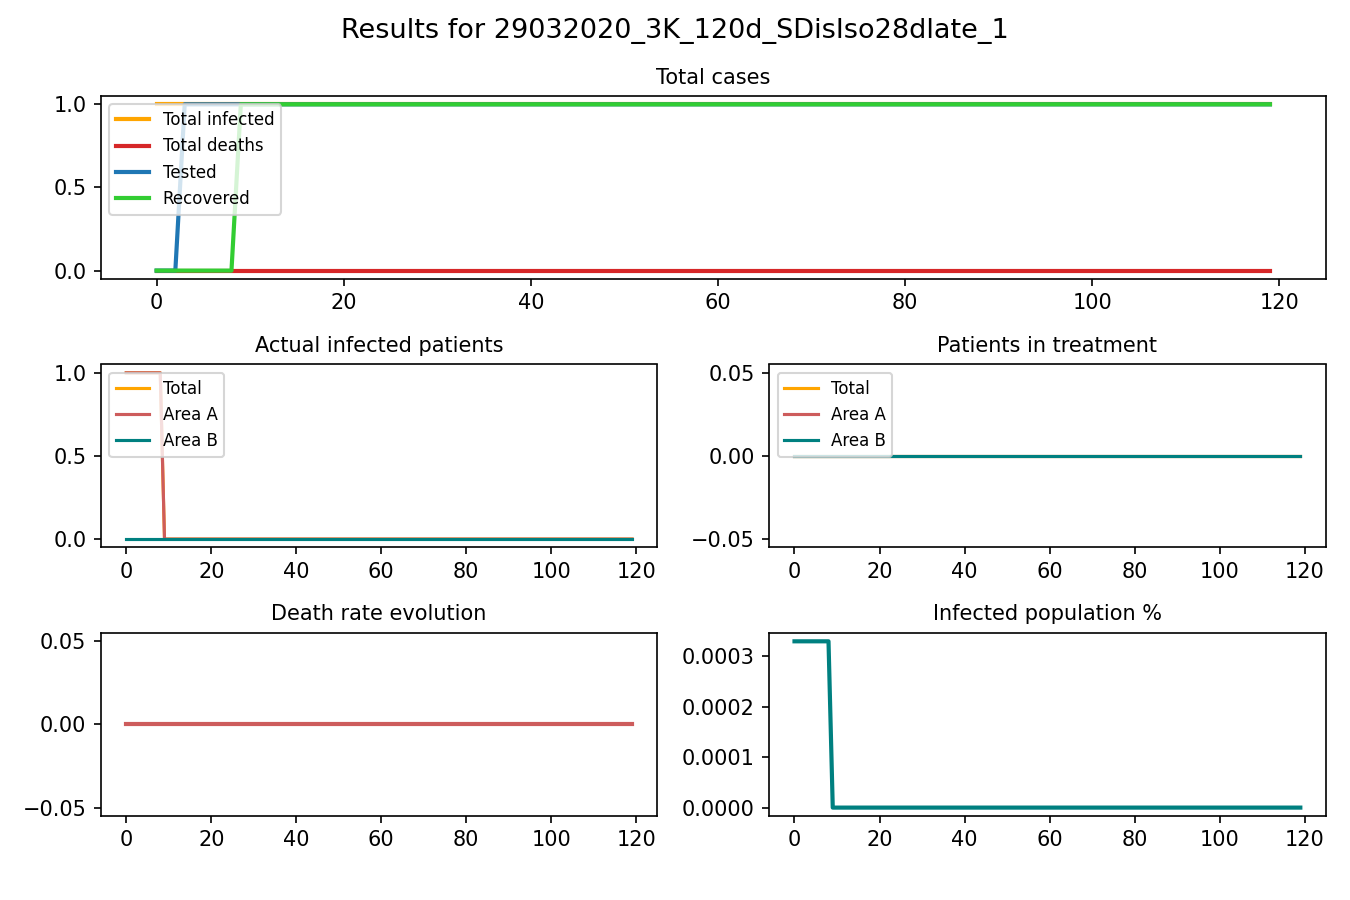 Results for 29032020_3K_120d_SDisIso28dlate_1
Total cases
1.0
0.5
0.0
Total infected
Total deaths
Tested
Recovered
0 20 40 60 80 100 120
Actual infected patients
1.0
0.5
0.0
Total
Area A
Area B
0 20 40 60 80 100 120
Patients in treatment
0.05
0.00
−0.05
Total
Area A
Area B
0 20 40 60 80 100 120
Death rate evolution
0.05
0.00
−0.05
0 20 40 60 80 100 120
Infected population %
0.0003
0.0002
0.0001
0.0000
0 20 40 60 80 100 120